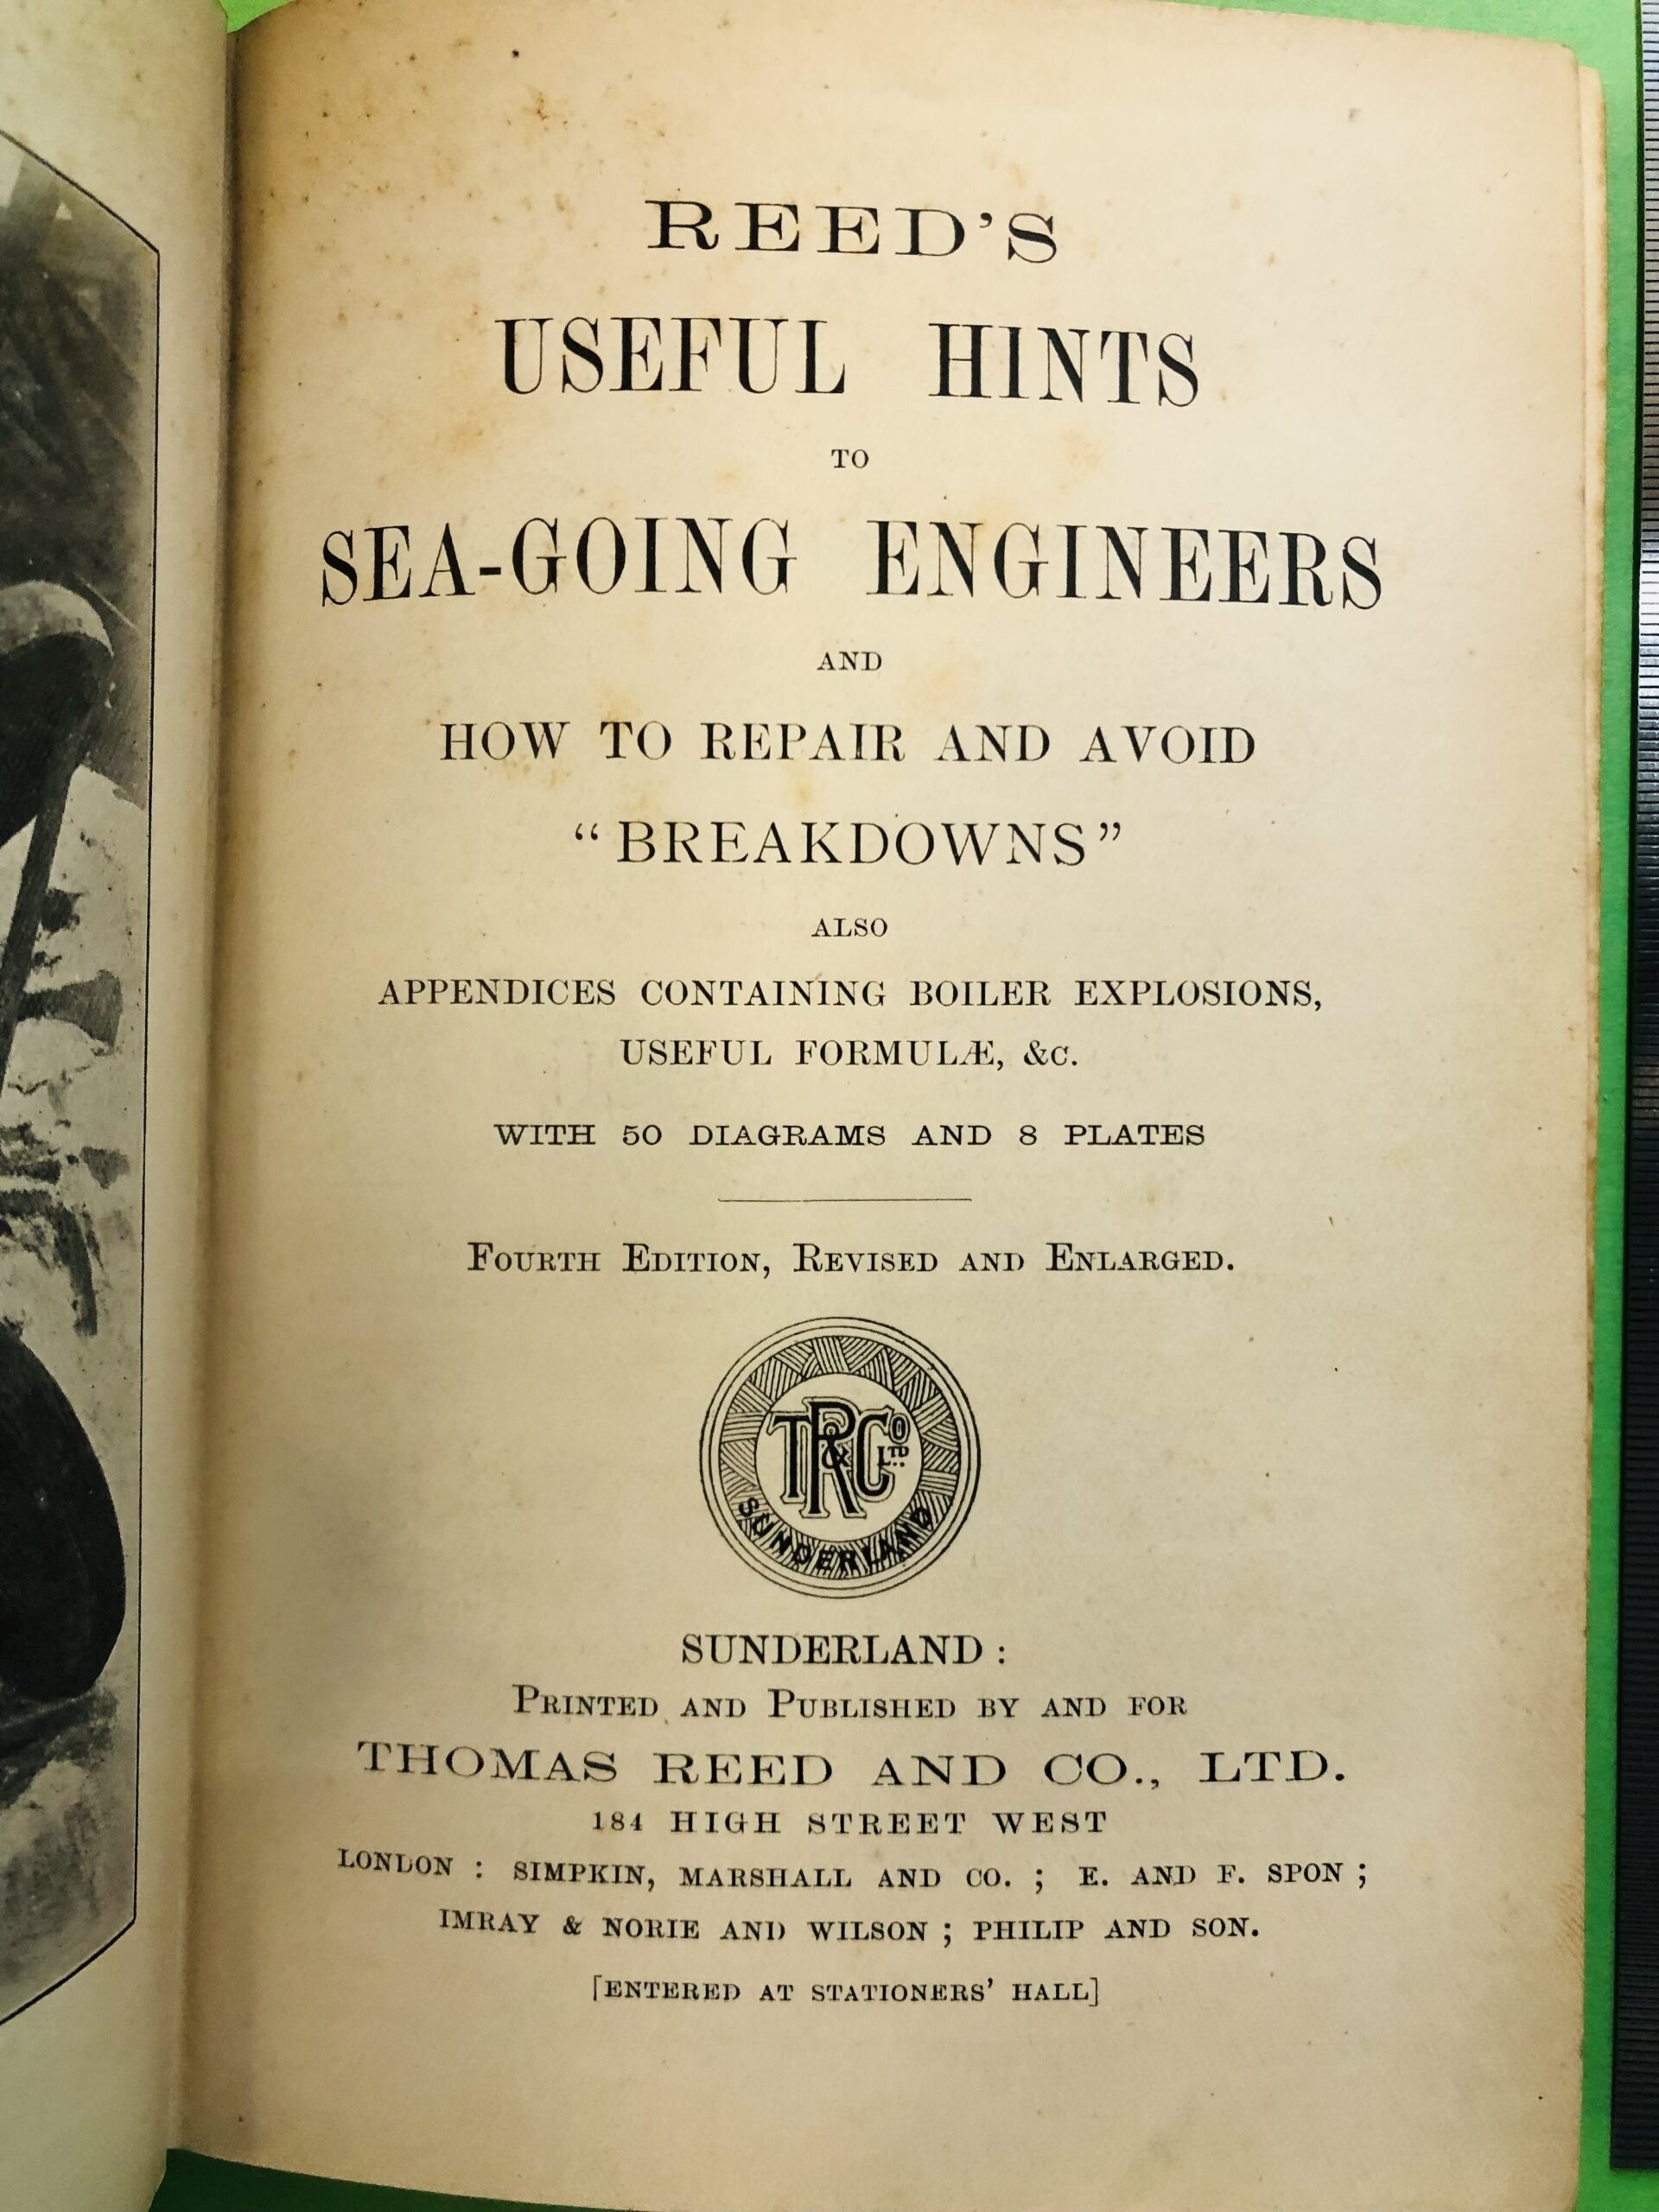 REED'S
USEFUL HINTS
TO
SEA-GOING ENGINEERS
AND
HOW TO REPAIR AND AVOID
“BREAKDOWNS”
ALSO
APPENDICES CONTAINING BOILER EXPLOSIONS,
USEFUL FORMULÆ, &C.
WITH 50 DIAGRAMS AND 8 PLATES
FOURTH EDITION, REVISED AND ENLARGED.
TR&CO LTD
SUNDERLAND
SUNDERLAND :
PRINTED AND PUBLISHED BY AND FOR
THOMAS REED AND CO., LTD.
184 HIGH STREET WEST
LONDON : SIMPKIN, MARSHALL AND CO. ; E. AND F. SPON ;
IMRAY & NORIE AND WILSON ; PHILIP AND SON.
[ENTERED AT STATIONERS' HALL]